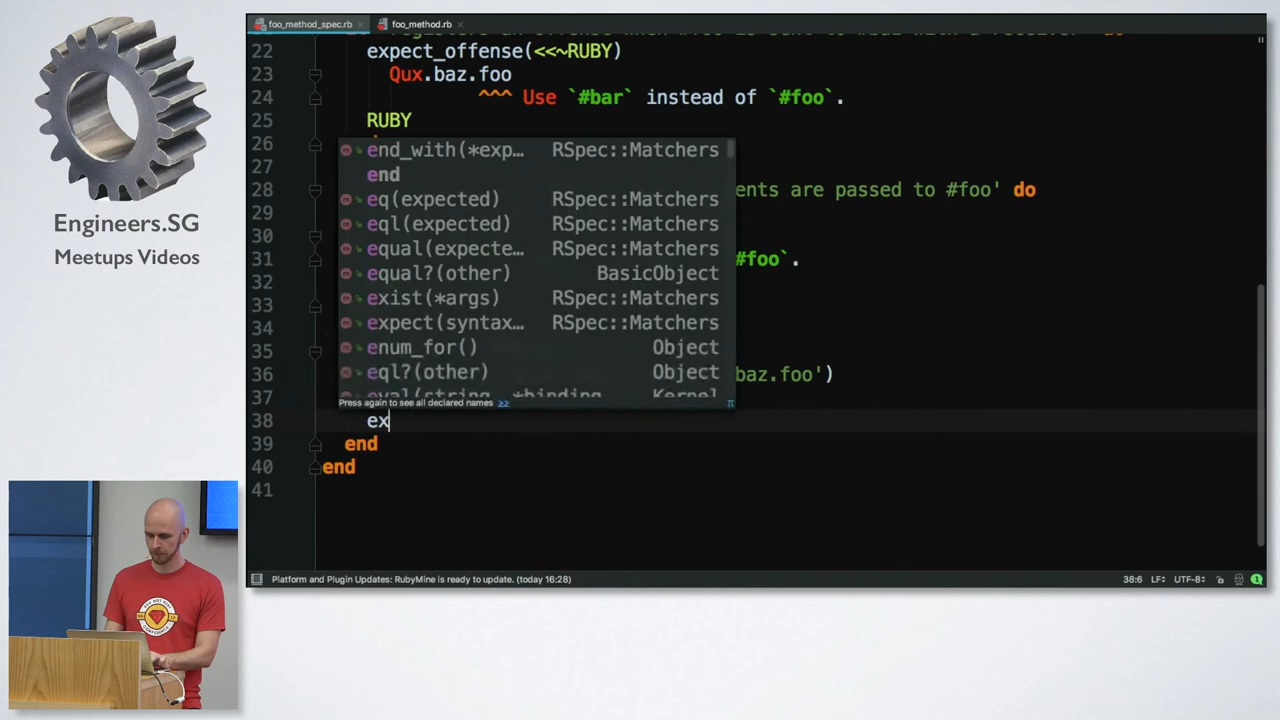 foo_method_spec.rb
foo_method.rb
22 expect_offense(<<~RUBY)
23 Qux.baz.foo
24 ^^^ Use `#bar` instead of `#foo`.
25 RUBY
26
27
28 ents are passed to #foo' do
29
30
31 #foo`.
32
33
34
35
36 baz.foo')
37
38 ex
39 end
40 end
41
end_with(*exp… RSpec::Matchers
end
eq(expected) RSpec::Matchers
eql(expected) RSpec::Matchers
equal(expecte… RSpec::Matchers
equal?(other) BasicObject
exist(*args) RSpec::Matchers
expect(syntax… RSpec::Matchers
enum_for() Object
eql?(other) Object
eval(string, *binding Kernel
Press again to see all declared names >>
Platform and Plugin Updates: RubyMine is ready to update. (today 16:28)
38:6 LF UTF-8
Engineers.SG
Meetups Videos